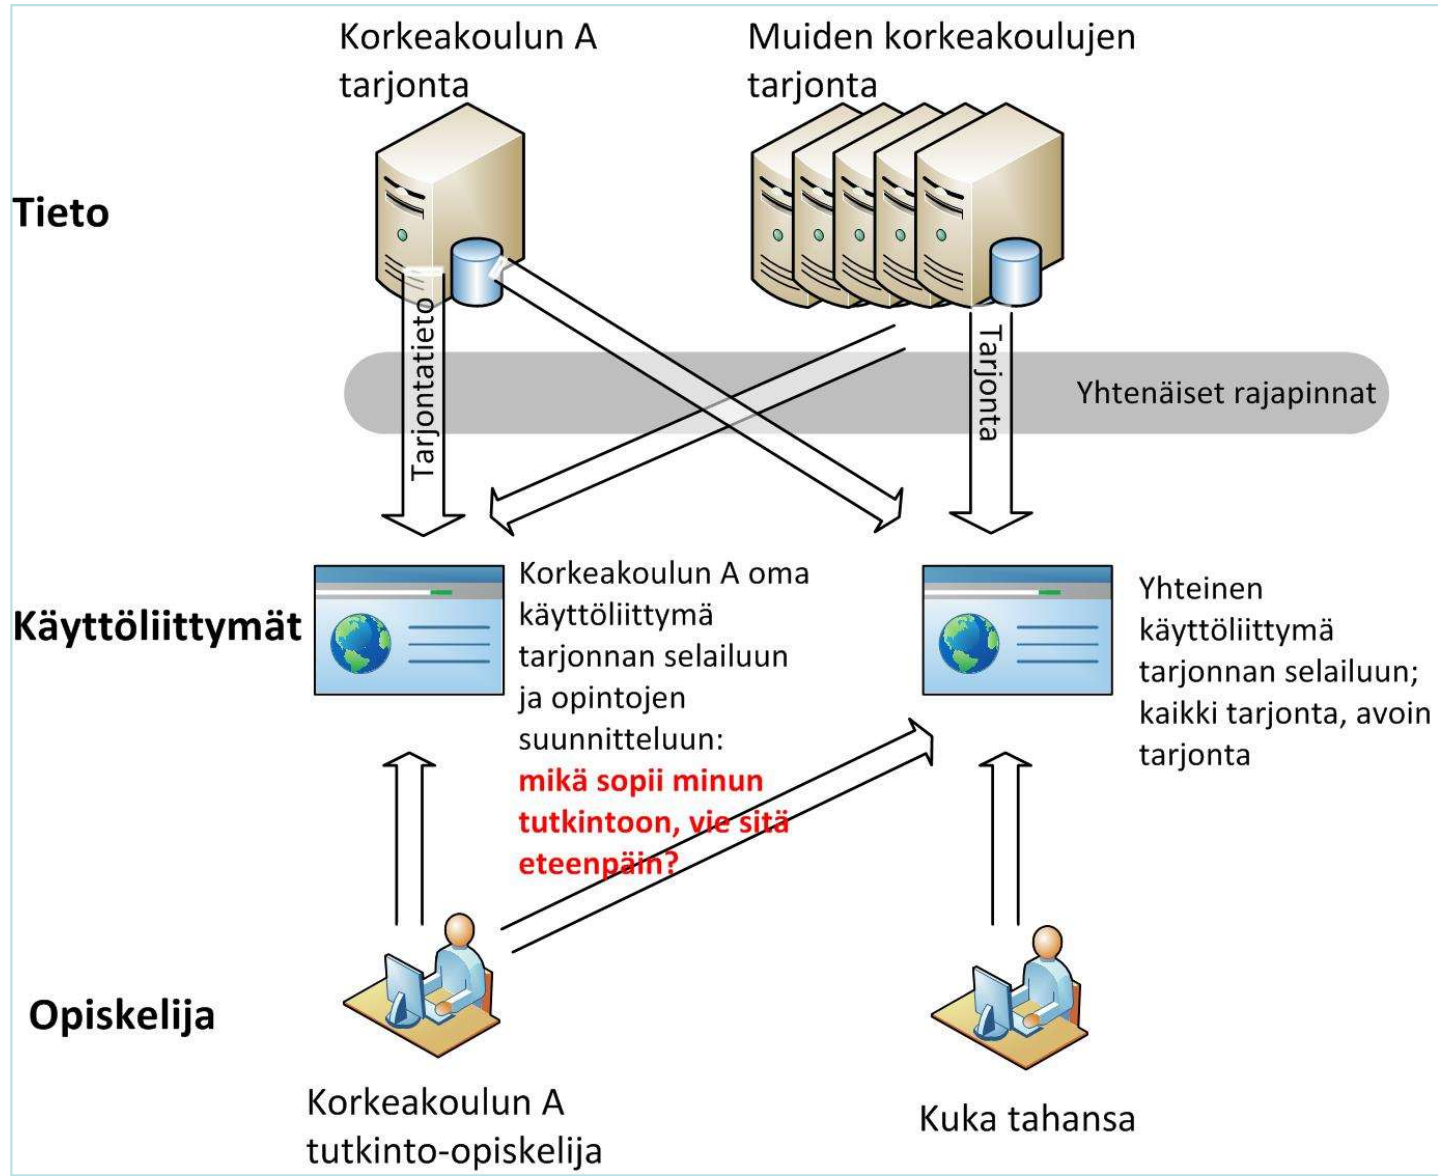 Korkeakoulun A
tarjonta
Muiden korkeakoulujen
tarjonta
Tieto
Tarjontatieto
Tarjonta
Yhtenäiset rajapinnat
Käyttöliittymät
Korkeakoulun A oma
käyttöliittymä
tarjonnan selailuun
ja opintojen
suunnitteluun:
mikä sopii minun
tutkintoon, vie sitä
eteenpäin?
Yhteinen
käyttöliittymä
tarjonnan selailuun;
kaikki tarjonta, avoin
tarjonta
Opiskelija
Korkeakoulun A
tutkinto-opiskelija
Kuka tahansa